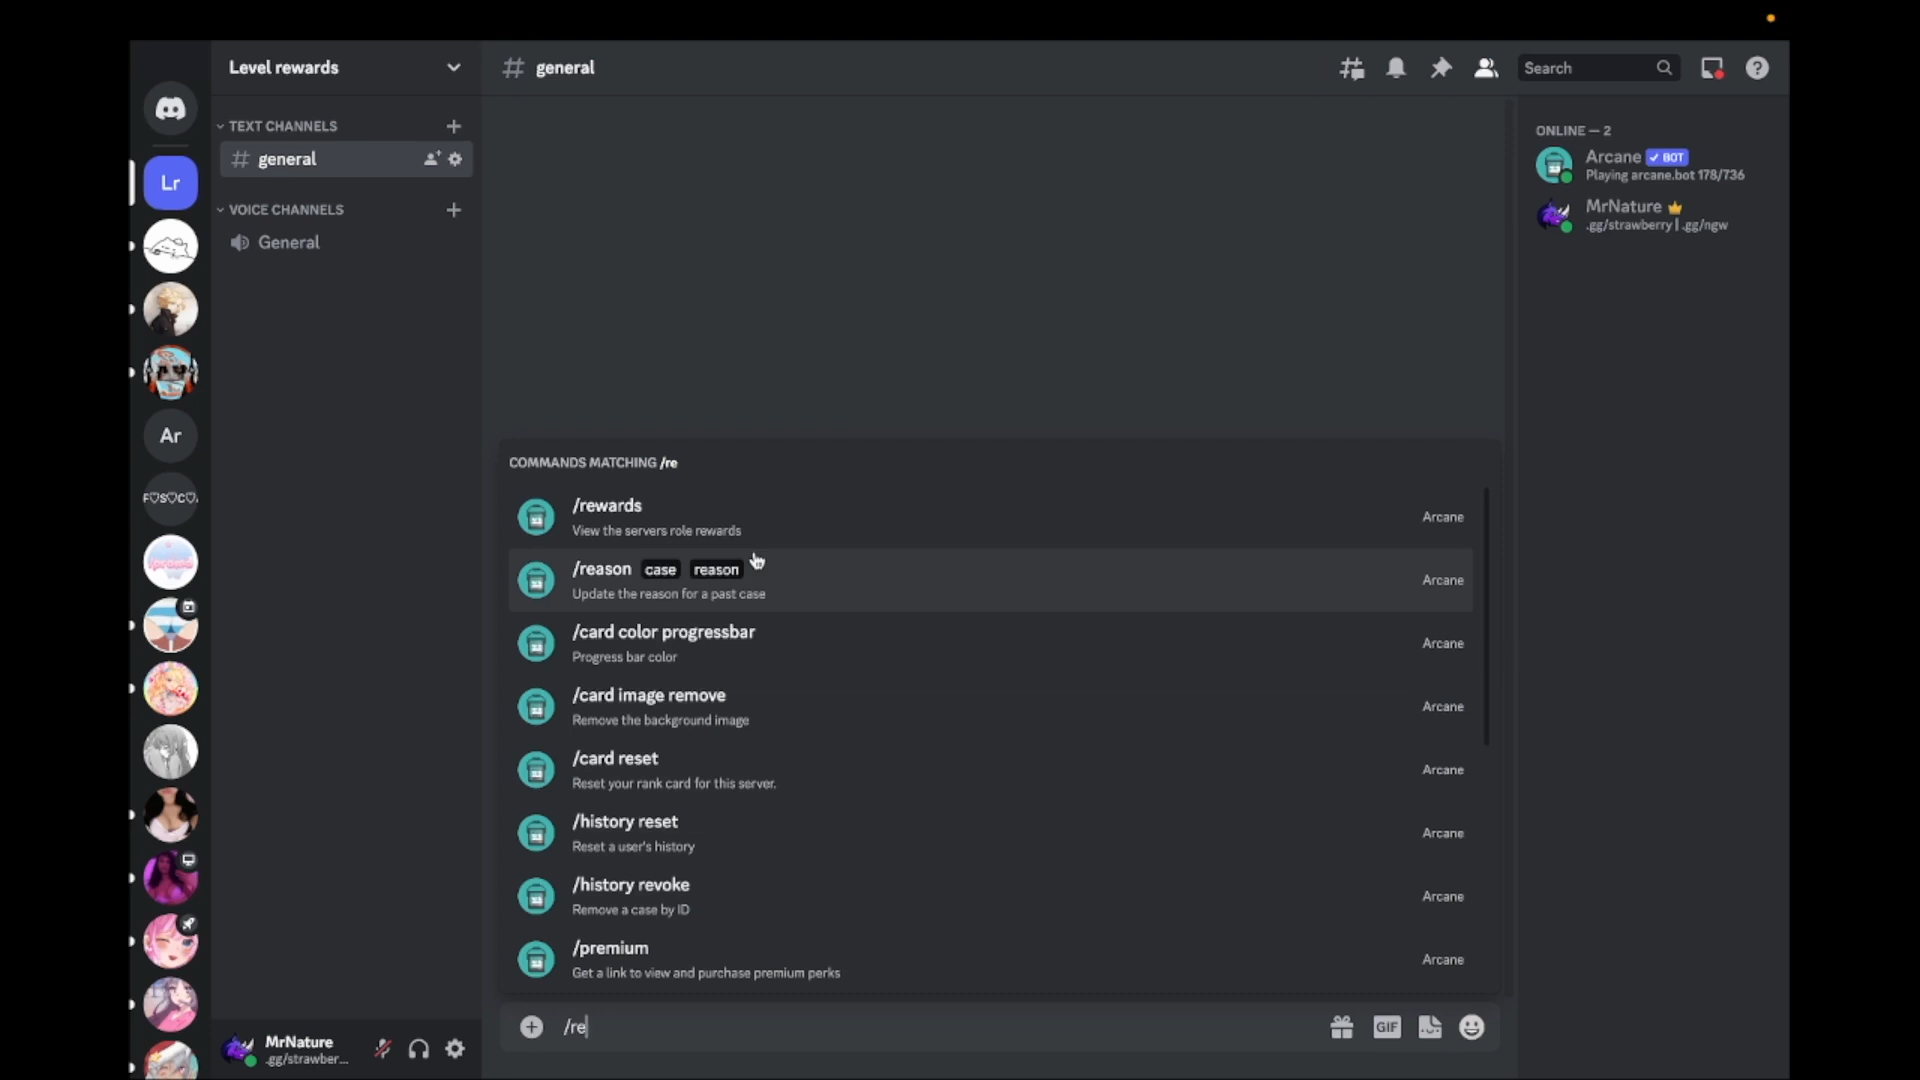 Level rewards
TEXT CHANNELS
general
VOICE CHANNELS
General
Lr
Ar
F♡S♡C♡
MrNature
.gg/strawber...
general
Search
COMMANDS MATCHING /re
/rewards
View the servers role rewards
Arcane
/reason case reason
Update the reason for a past case
Arcane
/card color progressbar
Progress bar color
Arcane
/card image remove
Remove the background image
Arcane
/card reset
Reset your rank card for this server.
Arcane
/history reset
Reset a user's history
Arcane
/history revoke
Remove a case by ID
Arcane
/premium
Get a link to view and purchase premium perks
Arcane
/re
GIF
ONLINE — 2
Arcane ✓ BOT
Playing arcane.bot 178/736
MrNature
.gg/strawberry | .gg/ngw